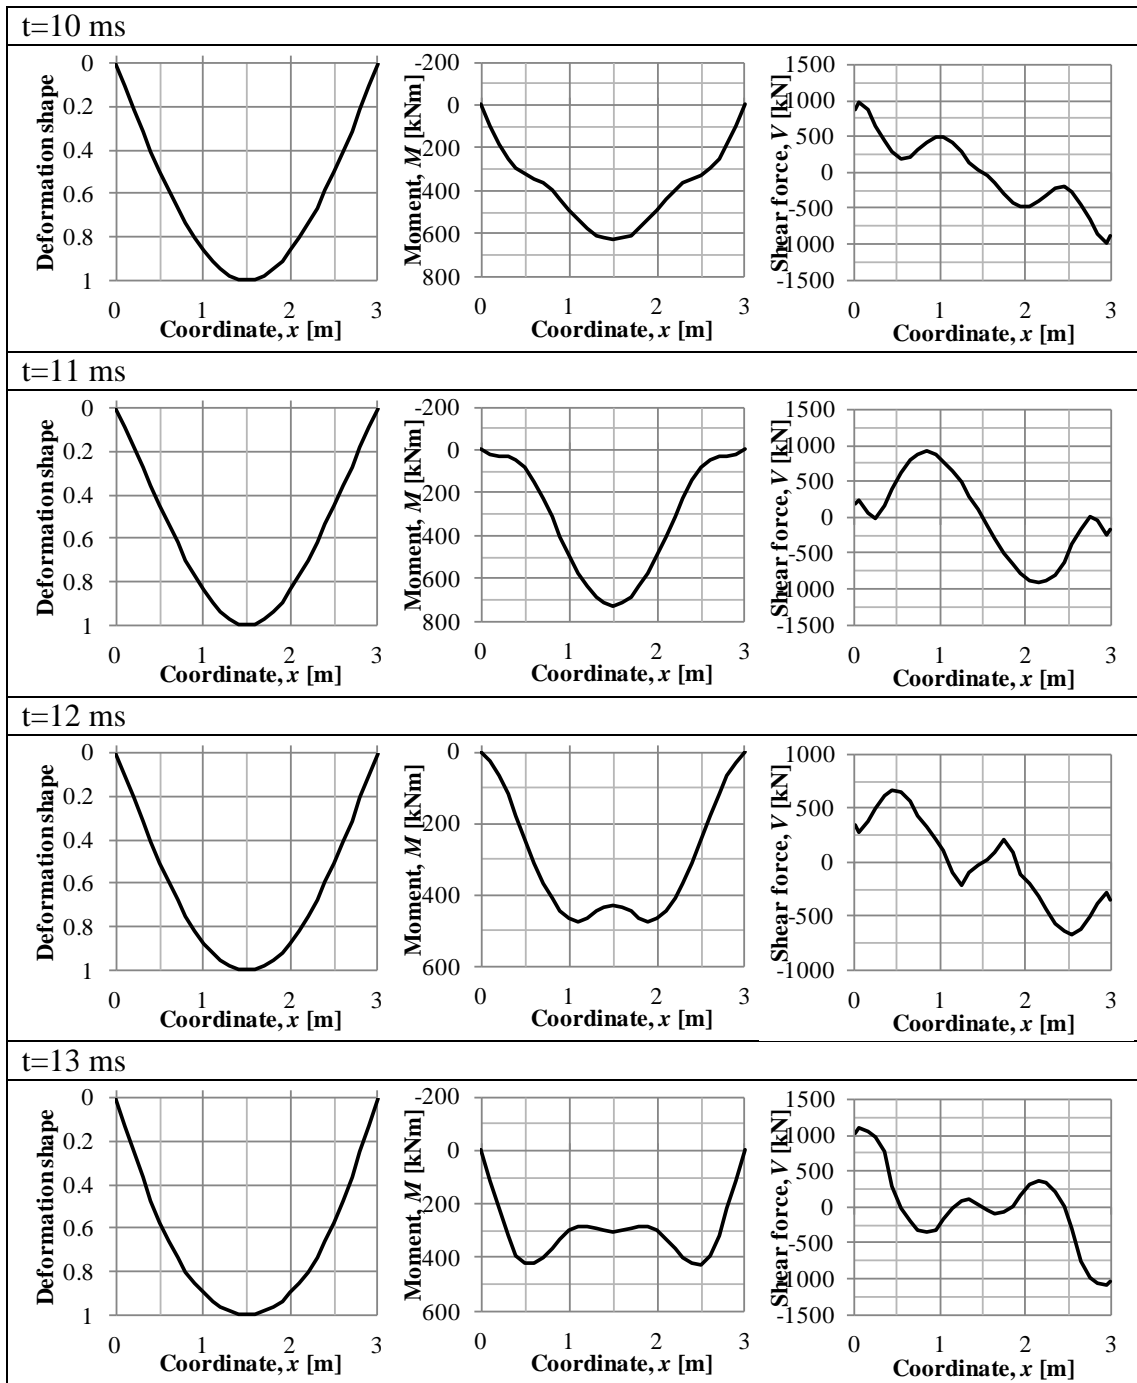 t=10 ms
Deformation shape
0
0.2
0.4
0.6
0.8
1
0 1 2 3
Coordinate, x [m]
Moment, M [kNm]
-200
0
200
400
600
800
0 1 2 3
Coordinate, x [m]
Shear force, V [kN]
1500
1000
500
0
-500
-1000
-1500
0 1 2 3
Coordinate, x [m]
t=11 ms
Deformation shape
0
0.2
0.4
0.6
0.8
1
0 1 2 3
Coordinate, x [m]
Moment, M [kNm]
-200
0
200
400
600
800
0 1 2 3
Coordinate, x [m]
Shear force, V [kN]
1500
1000
500
0
-500
-1000
-1500
0 1 2 3
Coordinate, x [m]
t=12 ms
Deformation shape
0
0.2
0.4
0.6
0.8
1
0 1 2 3
Coordinate, x [m]
Moment, M [kNm]
0
200
400
600
0 1 2 3
Coordinate, x [m]
Shear force, V [kN]
1000
500
0
-500
-1000
0 1 2 3
Coordinate, x [m]
t=13 ms
Deformation shape
0
0.2
0.4
0.6
0.8
1
0 1 2 3
Coordinate, x [m]
Moment, M [kNm]
-200
0
200
400
600
0 1 2 3
Coordinate, x [m]
Shear force, V [kN]
1500
1000
500
0
-500
-1000
-1500
0 1 2 3
Coordinate, x [m]